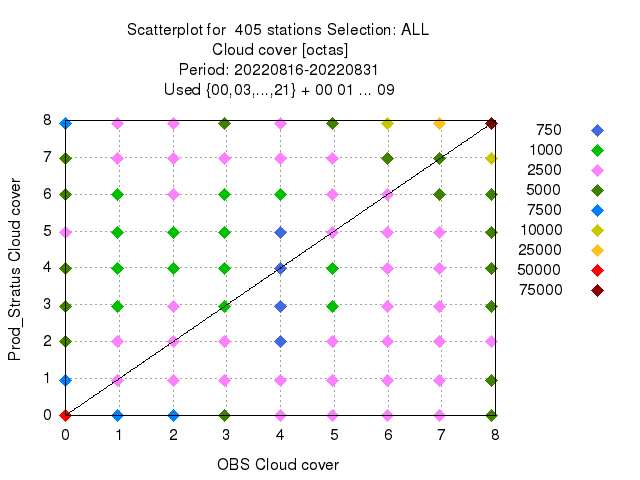 Scatterplot for 405 stations Selection: ALL
Cloud cover [octas]
Period: 20220816-20220831
Used {00,03,...,21} + 00 01 ... 09
8
7
6
5
4
3
2
1
0
Prod_Stratus Cloud cover
0 1 2 3 4 5 6 7 8
OBS Cloud cover
750
1000
2500
5000
7500
10000
25000
50000
75000